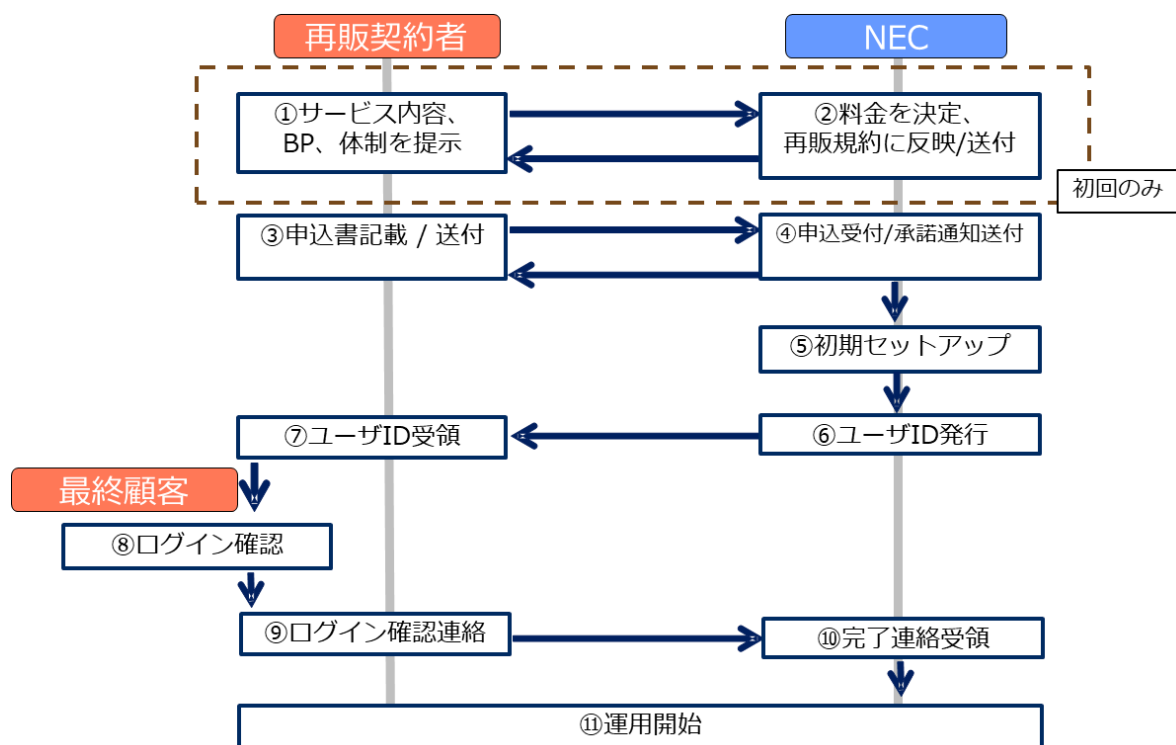 再販契約者
NEC
①サービス内容、
BP、体制を提示
②料金を決定、
再販規約に反映/送付
初回のみ
③申込書記載 / 送付
④申込受付/承諾通知送付
⑤初期セットアップ
⑦ユーザID受領
⑥ユーザID発行
最終顧客
⑧ログイン確認
⑨ログイン確認連絡
⑩完了連絡受領
⑪運用開始